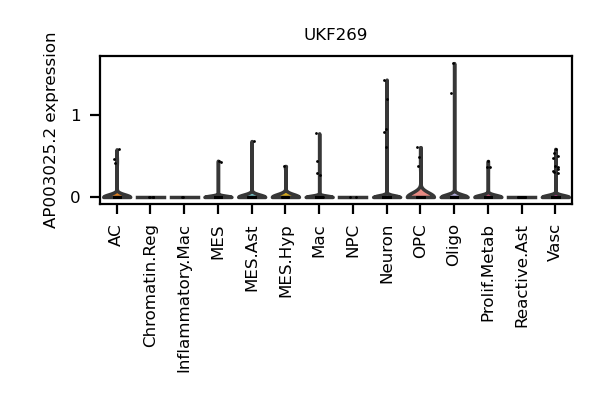 UKF269
AP003025.2 expression
1
0
AC
Chromatin.Reg
Inflammatory.Mac
MES
MES.Ast
MES.Hyp
Mac
NPC
Neuron
OPC
Oligo
Prolif.Metab
Reactive.Ast
Vasc